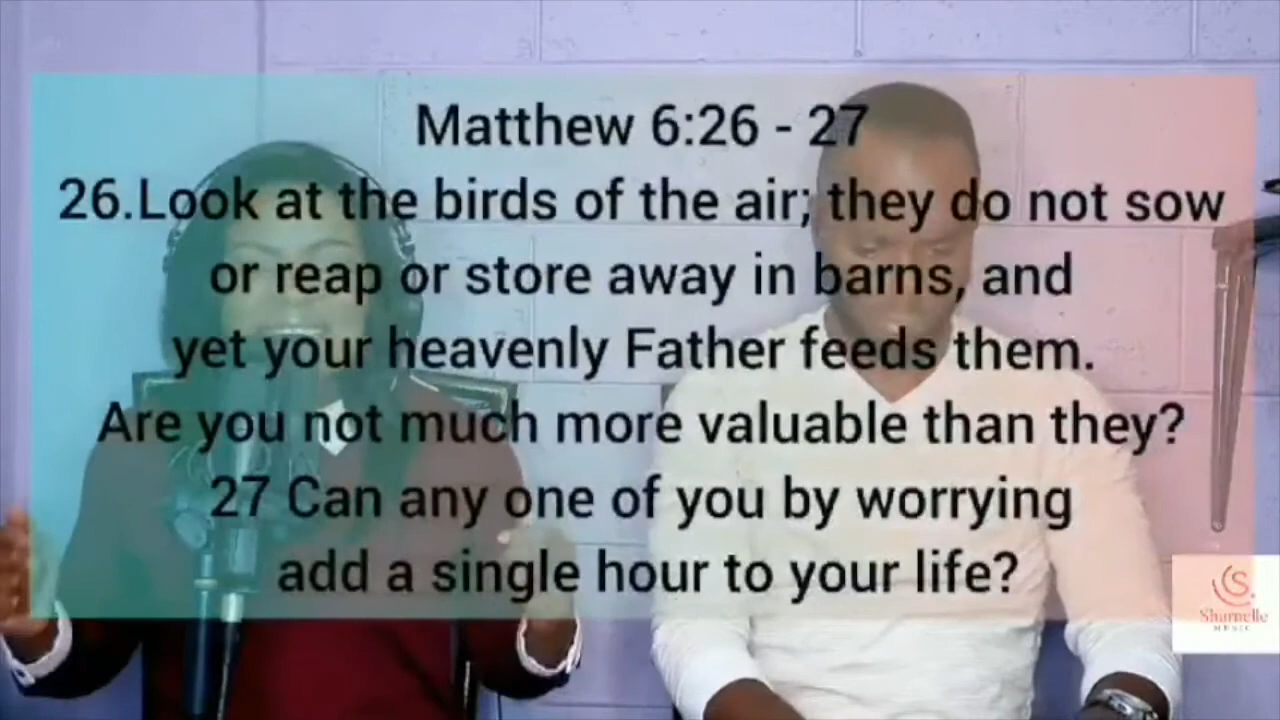 Matthew 6:26 - 27
26.Look at the birds of the air; they do not sow
or reap or store away in barns, and
yet your heavenly Father feeds them.
Are you not much more valuable than they?
27 Can any one of you by worrying
add a single hour to your life?
S.
Sharnelle
MUSIC